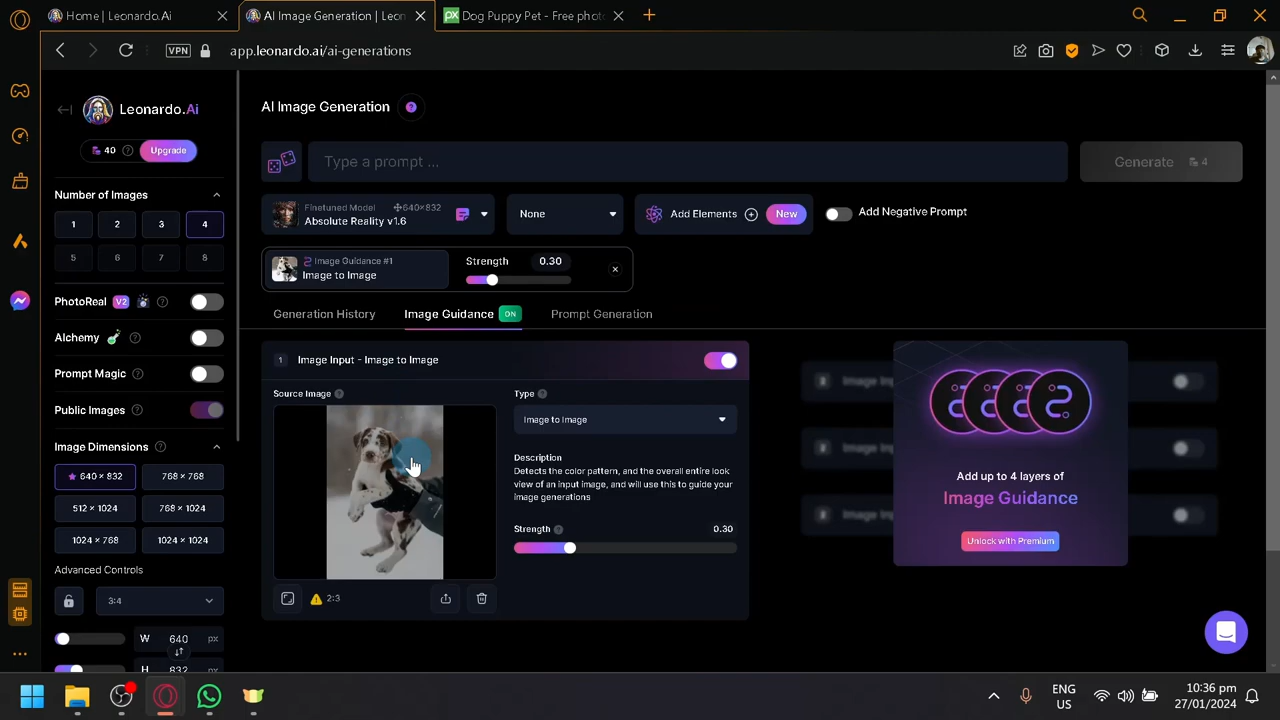 Home | Leonardo.Ai
AI Image Generation | Leon
Dog Puppy Pet - Free phot
VPN
app.leonardo.ai/ai-generations
Leonardo.Ai
40
Upgrade
Number of Images
1
2
3
4
5
6
7
8
PhotoReal V2
Alchemy
Prompt Magic
Public Images
Image Dimensions
640 × 832
768 × 768
512 × 1024
768 × 1024
1024 × 768
1024 × 1024
Advanced Controls
3:4
W 640 px
H 832 px
AI Image Generation
?
Type a prompt ...
Generate 4
Finetuned Model 640×832
Absolute Reality v1.6
None
Add Elements
New
Add Negative Prompt
Image Guidance #1
Image to Image
Strength 0.30
Generation History
Image Guidance ON
Prompt Generation
1 Image Input - Image to Image
Source Image
Type
Image to Image
Description
Detects the color pattern, and the overall entire look
view of an input image, and will use this to guide your
image generations
Strength 0.30
2:3
Add up to 4 layers of
Image Guidance
Unlock with Premium
ENG
US
10:36 pm
27/01/2024